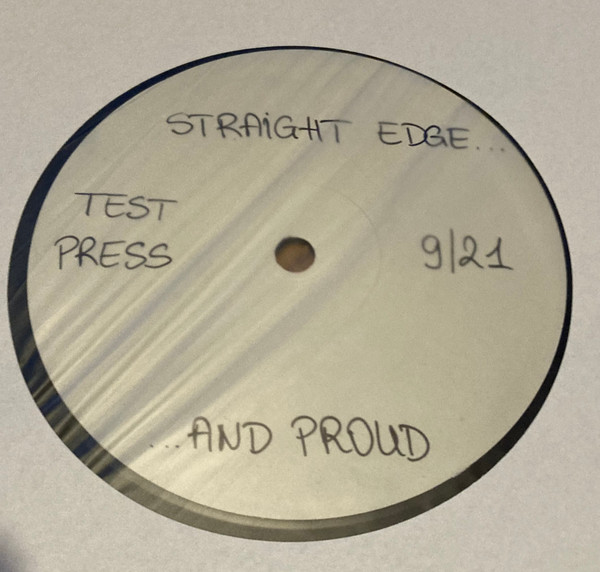 STRAIGHT EDGE...
TEST
PRESS
9/21
...AND PROUD